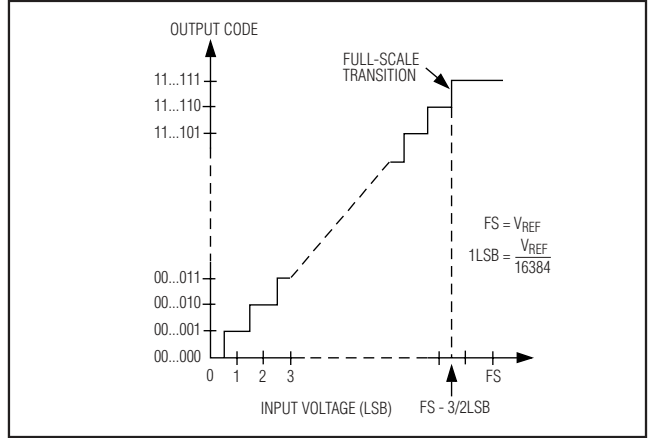 OUTPUT CODE
FULL-SCALE
TRANSITION
11...111
11...110
11...101
FS = VREF
1LSB = VREF
16384
00...011
00...010
00...001
00...000
0 1 2 3 FS
INPUT VOLTAGE (LSB) FS - 3/2LSB